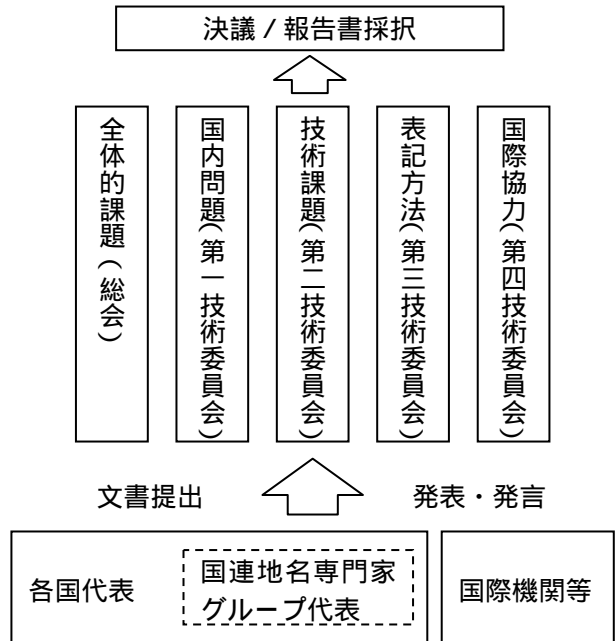 決議 / 報告書採択
全体的課題（総会）
国内問題（第一技術委員会）
技術課題（第二技術委員会）
表記方法（第三技術委員会）
国際協力（第四技術委員会）
文書提出
発表・発言
各国代表
国連地名専門家
グループ代表
国際機関等